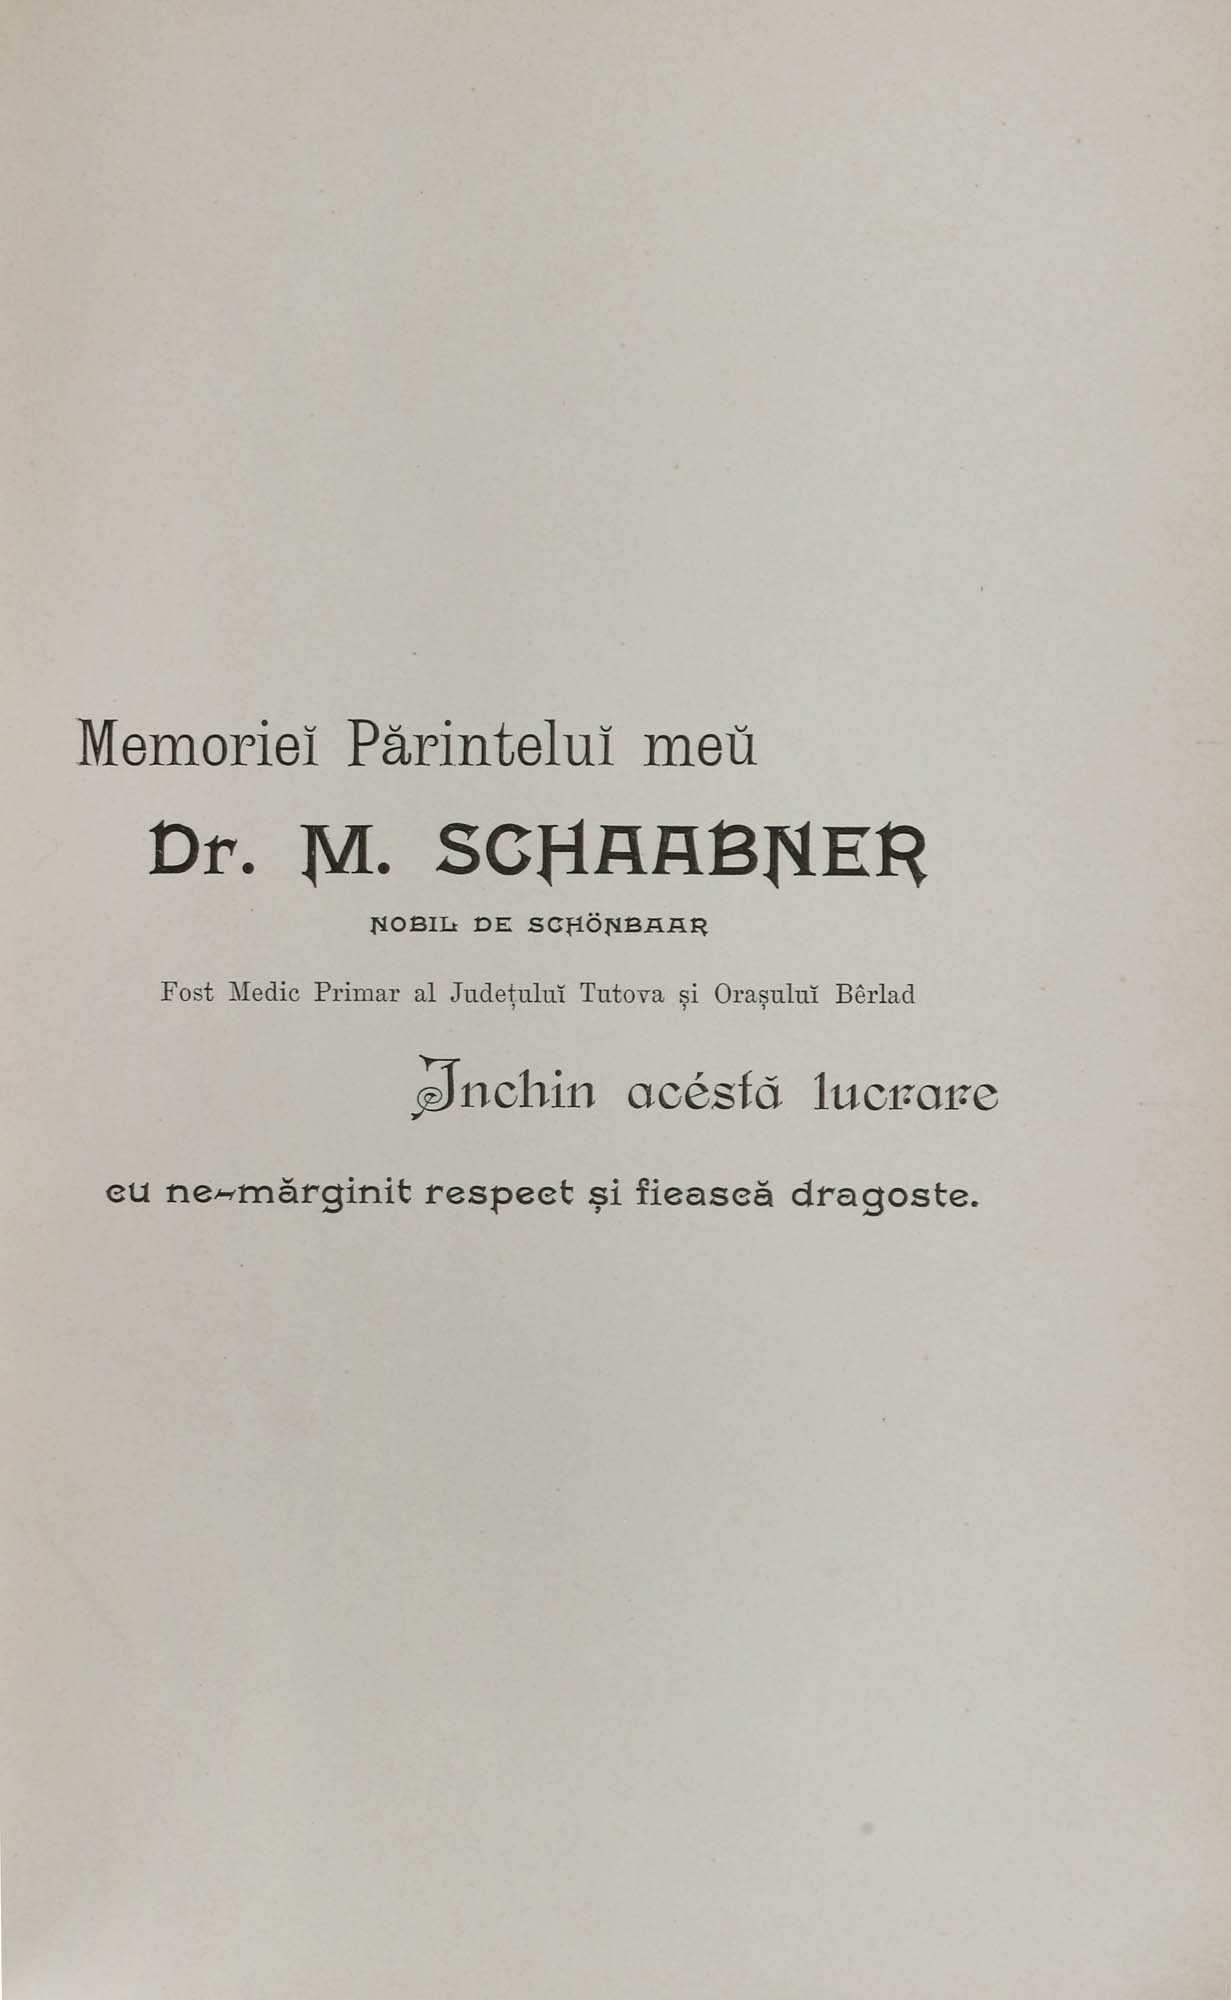 Memorieĭ Părinteluĭ meŭ
Dr. M. SCHAABNER
NOBIL DE SCHÖNBAAR
Fost Medic Primar al Județuluĭ Tutova și Orașuluĭ Bêrlad
Inchin acéstă lucrare
cu ne-mărginit respect și fiească dragoste.